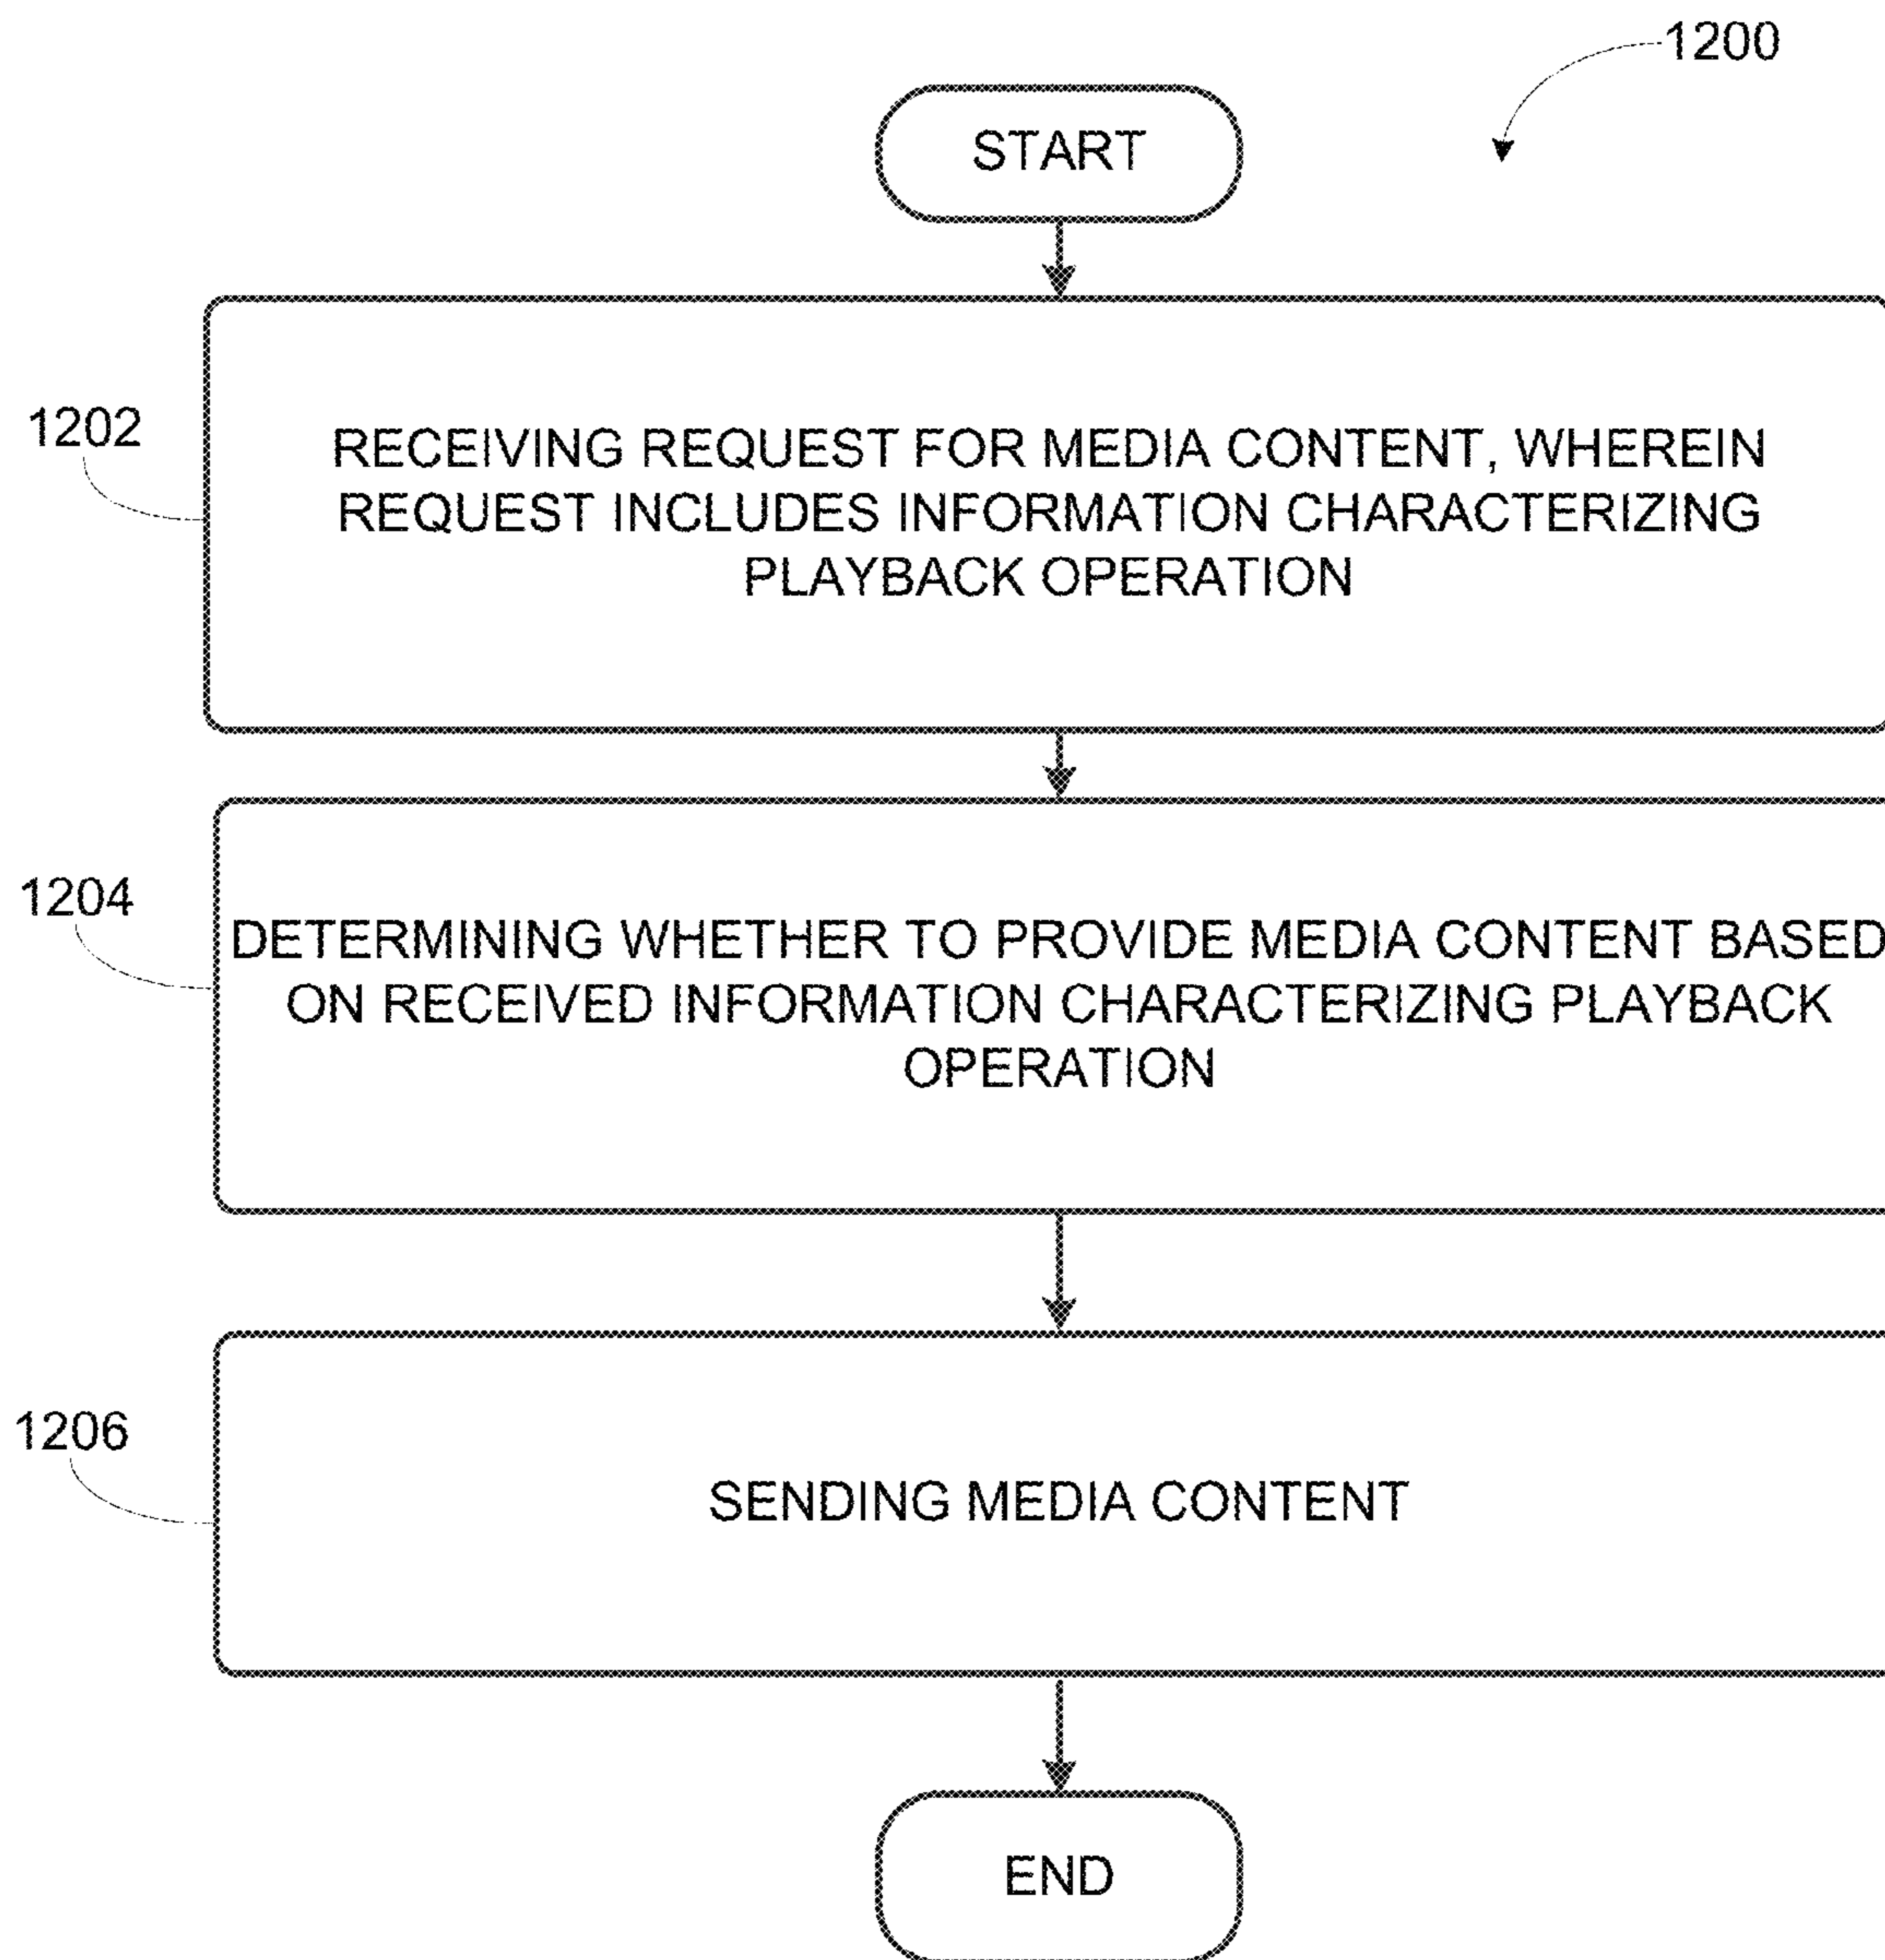 1200
START
1202
RECEIVING REQUEST FOR MEDIA CONTENT, WHEREIN
REQUEST INCLUDES INFORMATION CHARACTERIZING
PLAYBACK OPERATION
1204
DETERMINING WHETHER TO PROVIDE MEDIA CONTENT BASED
ON RECEIVED INFORMATION CHARACTERIZING PLAYBACK
OPERATION
1206
SENDING MEDIA CONTENT
END